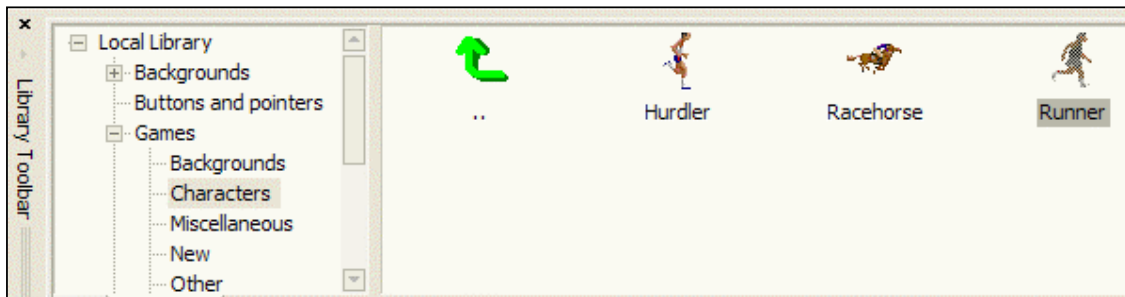 Library Toolbar
Local Library
Backgrounds
Buttons and pointers
Games
Backgrounds
Characters
Miscellaneous
New
Other
..
Hurdler
Racehorse
Runner